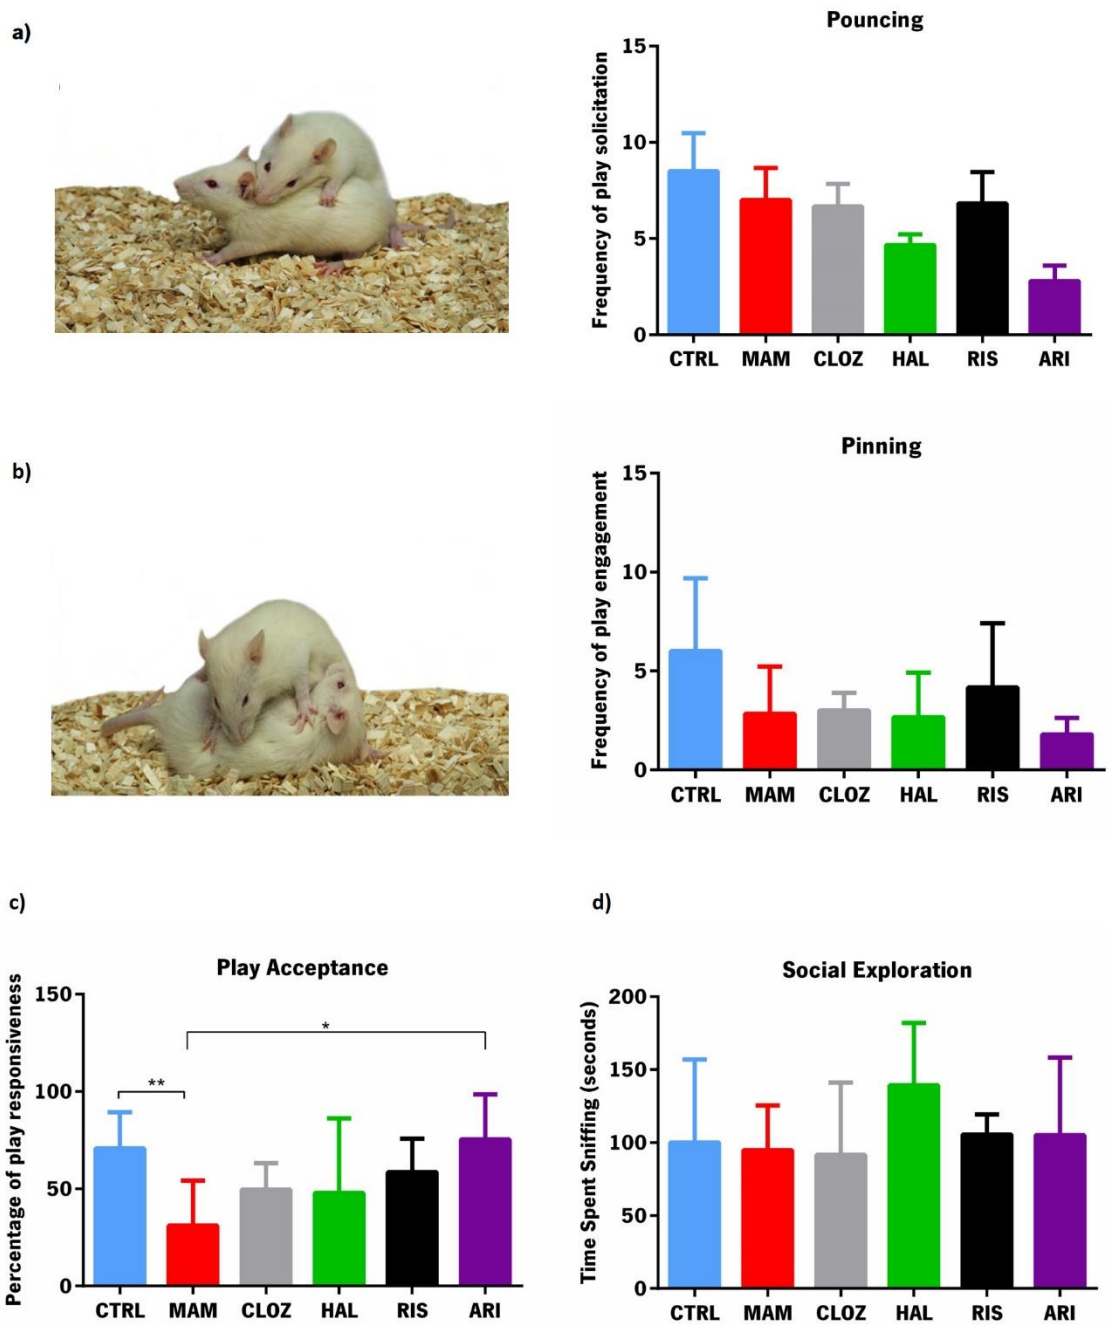 a)
Pouncing
Frequency of play solicitation
15
10
5
0
CTRL MAM CLOZ HAL RIS ARI
b)
Pinning
Frequency of play engagement
15
10
5
0
CTRL MAM CLOZ HAL RIS ARI
c)
Play Acceptance
Percentage of play responsiveness
150
100
50
0
**
*
CTRL MAM CLOZ HAL RIS ARI
d)
Social Exploration
Time Spent Sniffing (seconds)
200
150
100
50
0
CTRL MAM CLOZ HAL RIS ARI